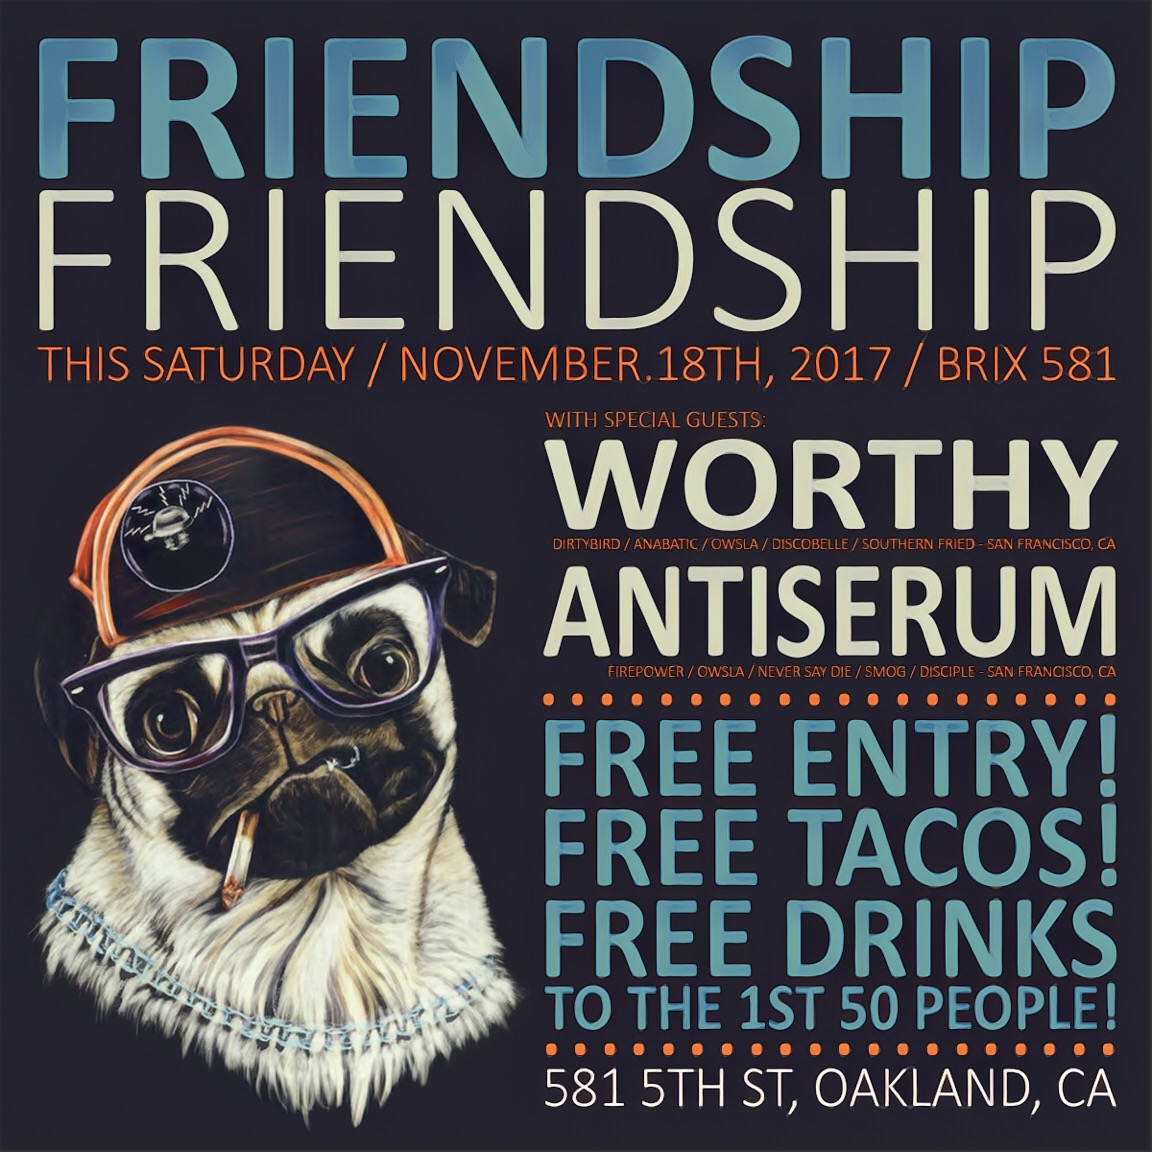 FRIENDSHIP
FRIENDSHIP
THIS SATURDAY / NOVEMBER.18TH, 2017 / BRIX 581
WITH SPECIAL GUESTS:
WORTHY
DIRTYBIRD / ANABATIC / OWSLA / DISCOBELLE / SOUTHERN FRIED - SAN FRANCISCO, CA
ANTISERUM
FIREPOWER / OWSLA / NEVER SAY DIE / SMOG / DISCIPLE - SAN FRANCISCO, CA
FREE ENTRY!
FREE TACOS!
FREE DRINKS
TO THE 1ST 50 PEOPLE!
581 5TH ST, OAKLAND, CA